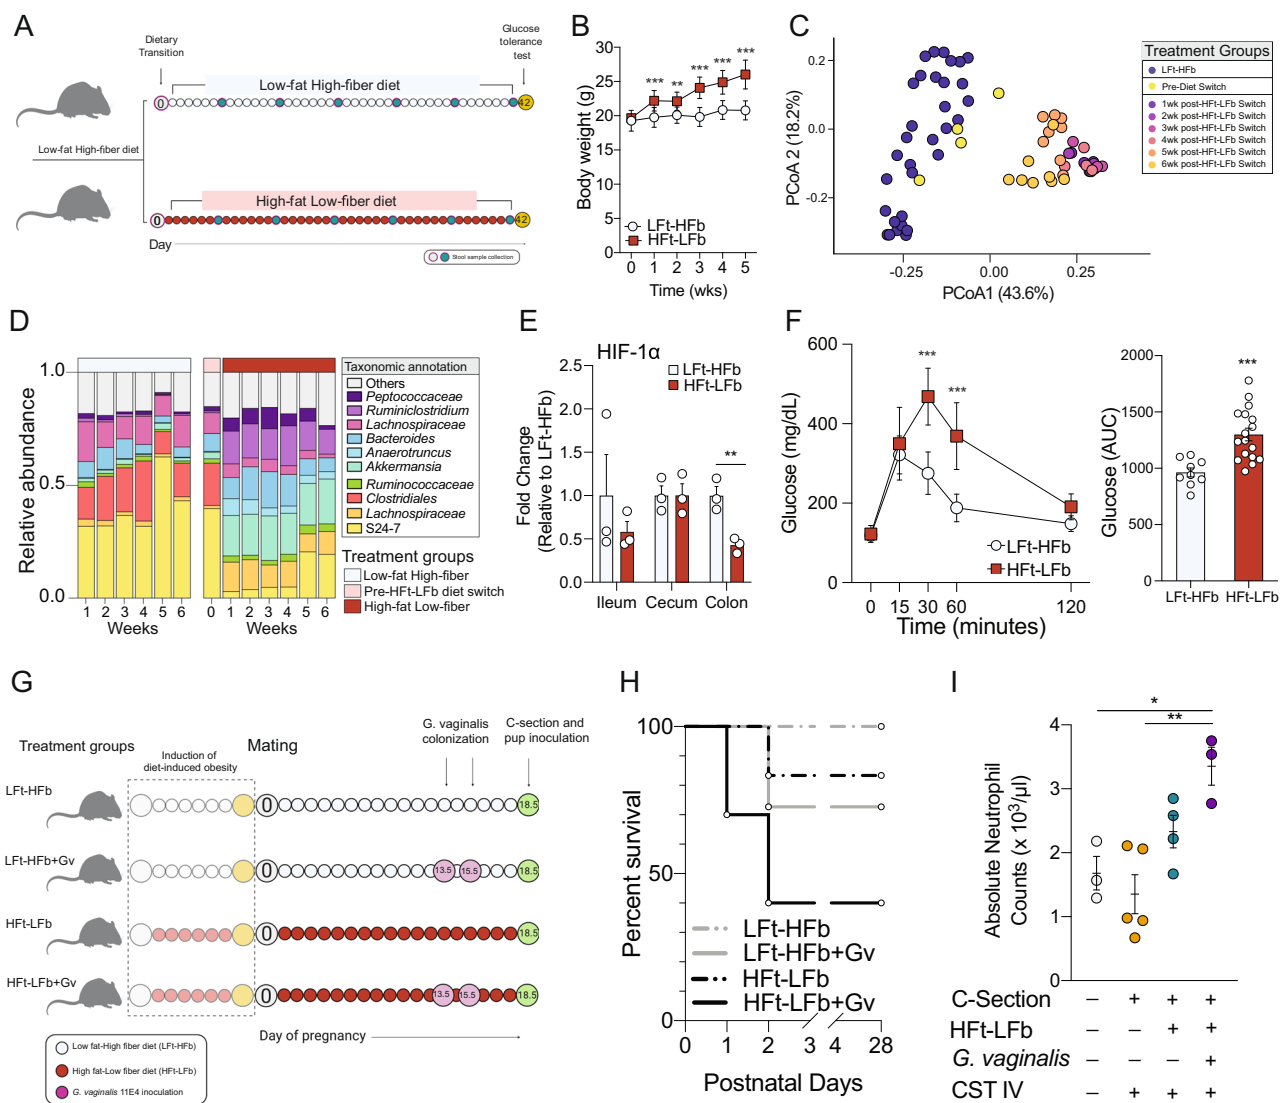 A
Dietary
Transition
Glucose
tolerance
test
Low-fat High-fiber diet
0
42
Low-fat High-fiber diet
High-fat Low-fiber diet
0
42
Day
Stool sample collection
B
Body weight (g)
30
25
20
15
10
5
0
*** ** *** *** ***
LFt-HFb
HFt-LFb
0 1 2 3 4 5
Time (wks)
C
PCoA 2 (18.2%)
0.2
0.0
-0.2
-0.25 0.00 0.25
PCoA1 (43.6%)
Treatment Groups
LFt-HFb
Pre-Diet Switch
1wk post-HFt-LFb Switch
2wk post-HFt-LFb Switch
3wk post-HFt-LFb Switch
4wk post-HFt-LFb Switch
5wk post-HFt-LFb Switch
6wk post-HFt-LFb Switch
D
Relative abundance
1.0
0.5
0.0
1 2 3 4 5 6
Weeks
0 1 2 3 4 5 6
Weeks
Taxonomic annotation
Others
Peptococcaceae
Ruminiclostridium
Lachnospiraceae
Bacteroides
Anaerotruncus
Akkermansia
Ruminococcaceae
Clostridiales
Lachnospiraceae
S24-7
Treatment groups
Low-fat High-fiber
Pre-HFt-LFb diet switch
High-fat Low-fiber
E
HIF-1α
Fold Change
(Relative to LFt-HFb)
2.5
2.0
1.5
1.0
0.5
0.0
LFt-HFb
HFt-LFb
**
Ileum Cecum Colon
F
Glucose (mg/dL)
600
400
200
0
***
***
LFt-HFb
HFt-LFb
0 15 30 60 120
Time (minutes)
Glucose (AUC)
2000
1500
1000
500
0
***
LFt-HFb HFt-LFb
G
Treatment groups
Induction of
diet-induced obesity
Mating
G. vaginalis
colonization
C-section and
pup inoculation
LFt-HFb
0
18.5
LFt-HFb+Gv
0
13.5
15.5
18.5
HFt-LFb
0
18.5
HFt-LFb+Gv
0
13.5
15.5
18.5
Day of pregnancy
Low fat-High fiber diet (LFt-HFb)
High fat-Low fiber diet (HFt-LFb)
G. vaginalis 11E4 inoculation
H
Percent survival
100
50
0
LFt-HFb
LFt-HFb+Gv
HFt-LFb
HFt-LFb+Gv
0 1 2 3 4 28
Postnatal Days
I
Absolute Neutrophil
Counts (x 10³/µl)
4
3
2
1
0
*
**
C-Section – + + +
HFt-LFb – – + +
G. vaginalis – – – +
CST IV – + + +